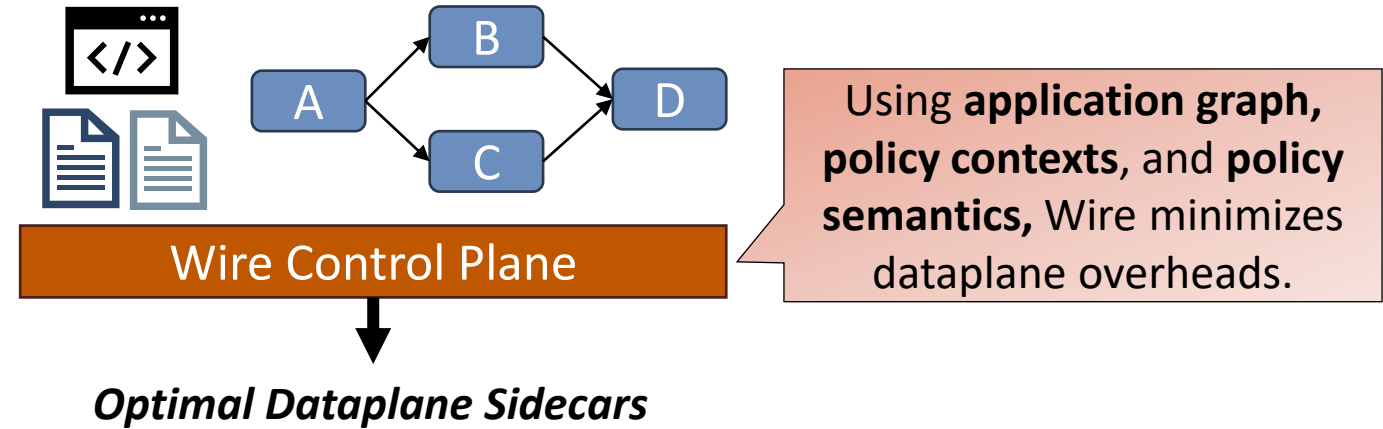 </>
A
B
C
D
Using application graph,
policy contexts, and policy
semantics, Wire minimizes
dataplane overheads.
Wire Control Plane
Optimal Dataplane Sidecars